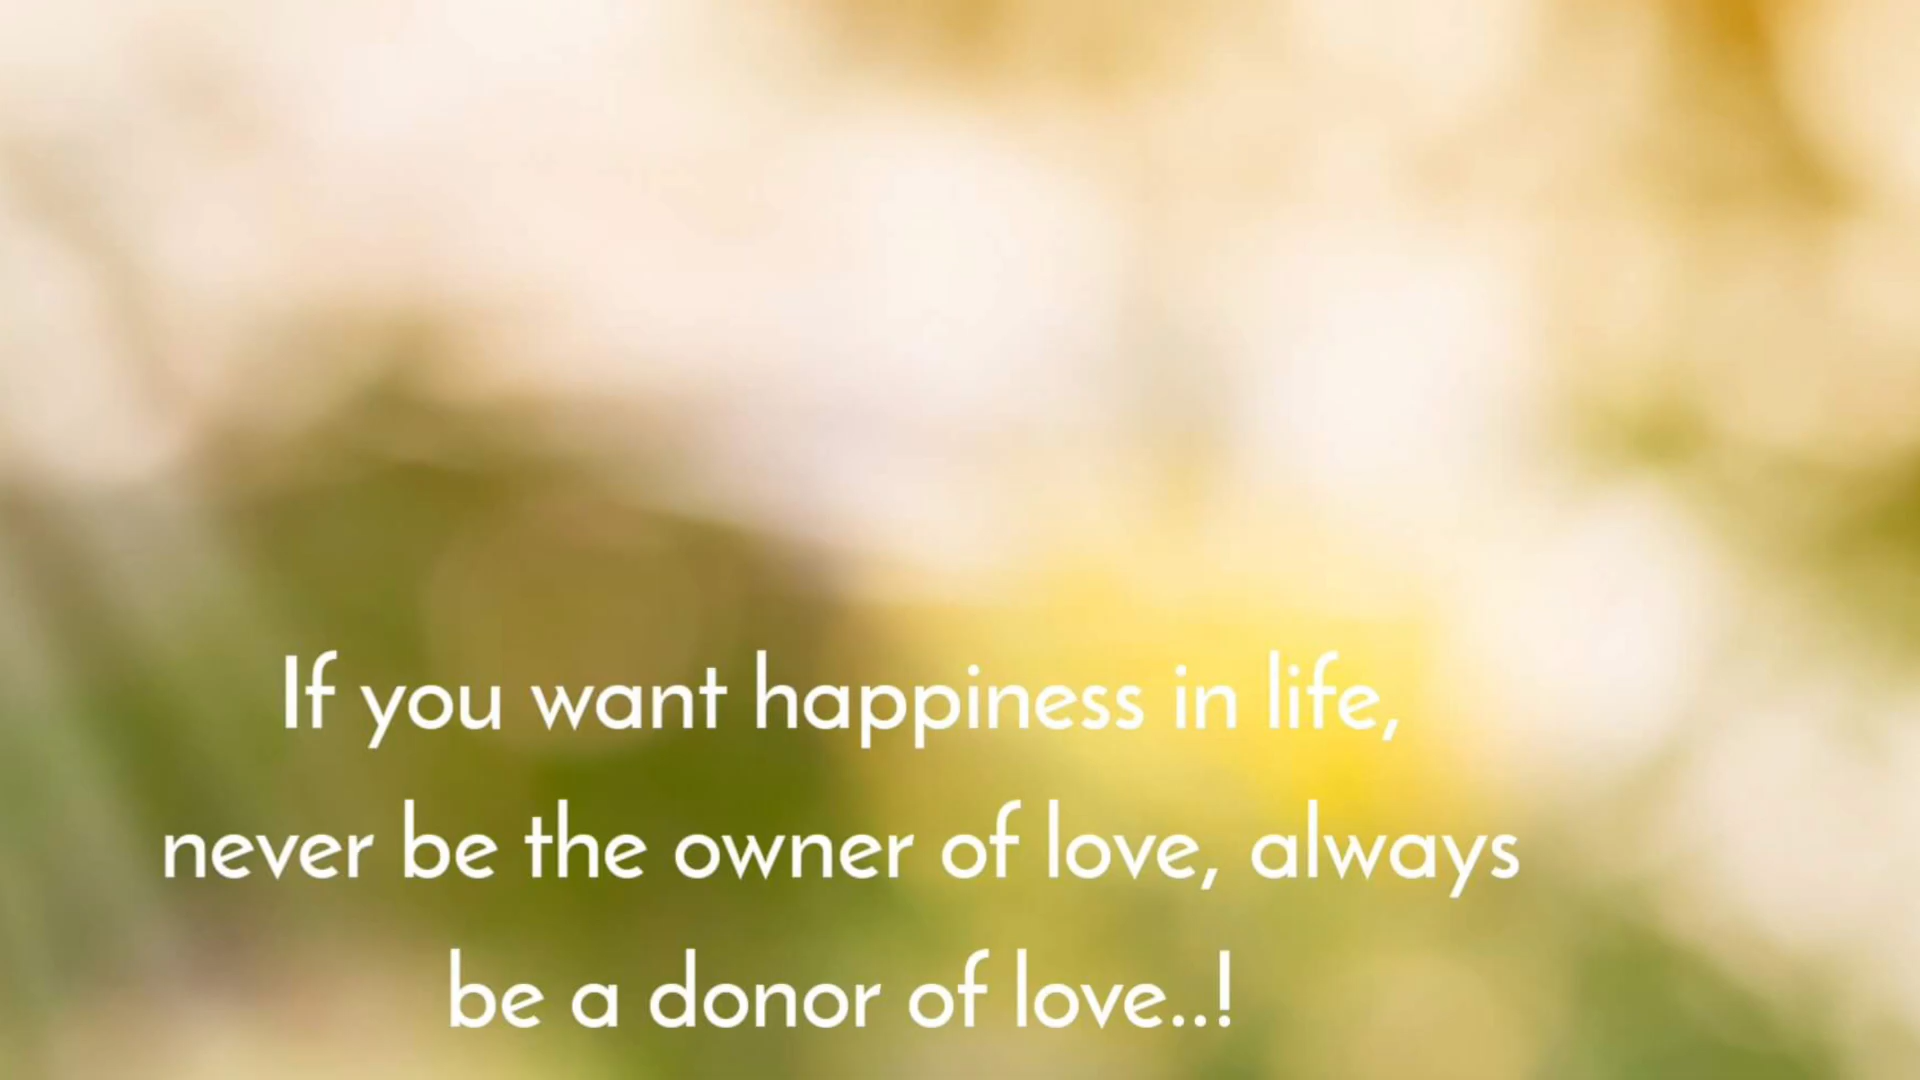 If you want happiness in life,
never be the owner of love, always
be a donor of love..!